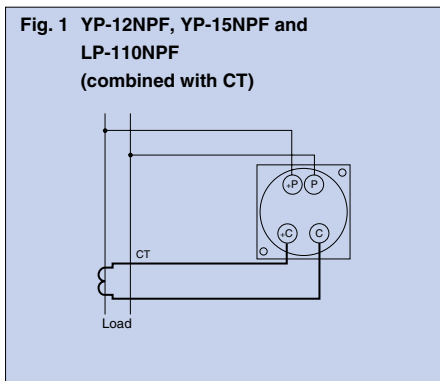 Fig. 1 YP-12NPF, YP-15NPF and
LP-110NPF
(combined with CT)
+P P
+C C
CT
Load